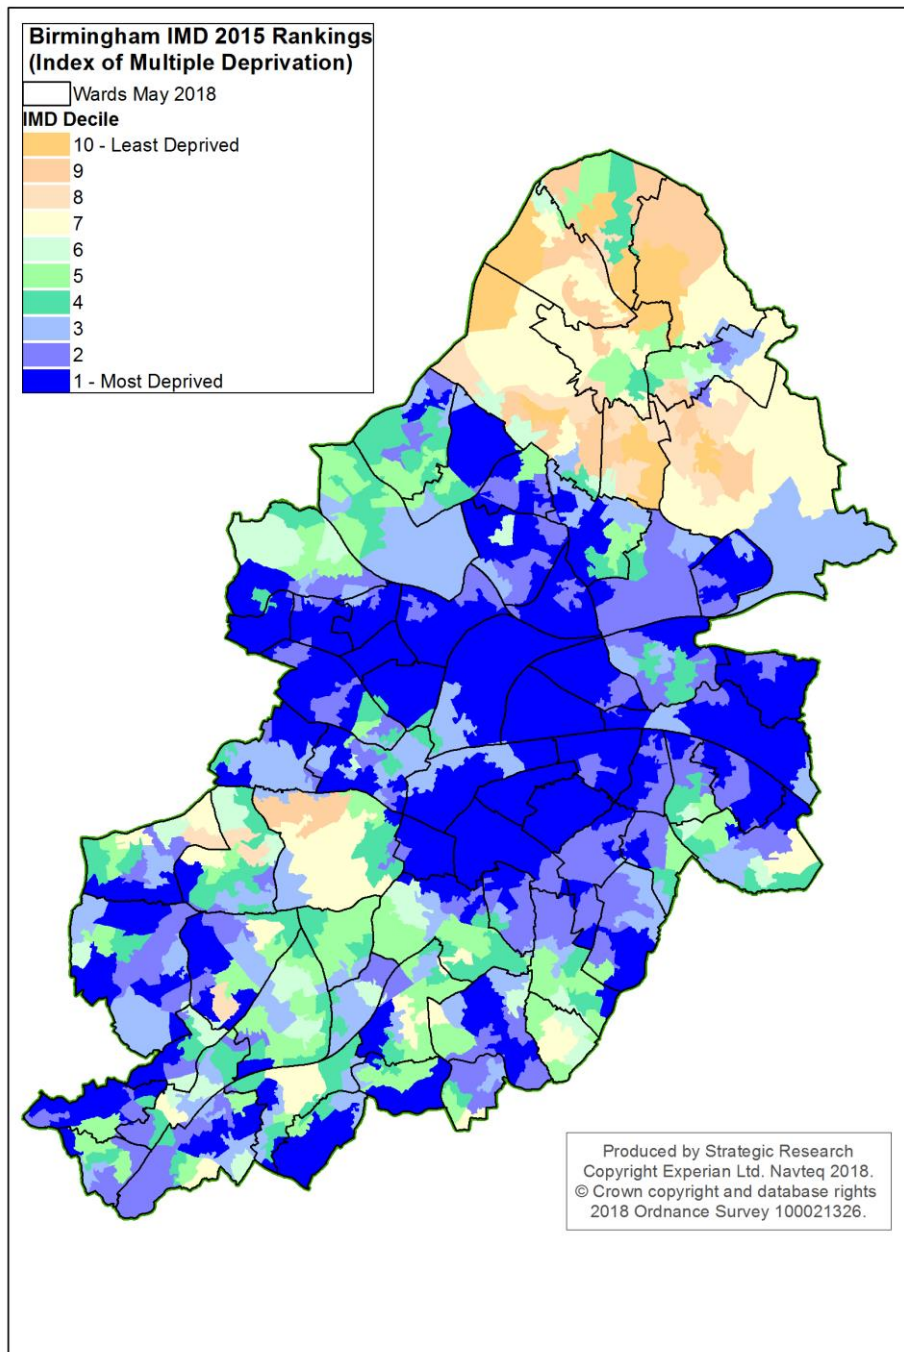 Birmingham IMD 2015 Rankings
(Index of Multiple Deprivation)
Wards May 2018
IMD Decile
10 - Least Deprived
9
8
7
6
5
4
3
2
1 - Most Deprived
Produced by Strategic Research
Copyright Experian Ltd. Navteq 2018.
© Crown copyright and database rights
2018 Ordnance Survey 100021326.